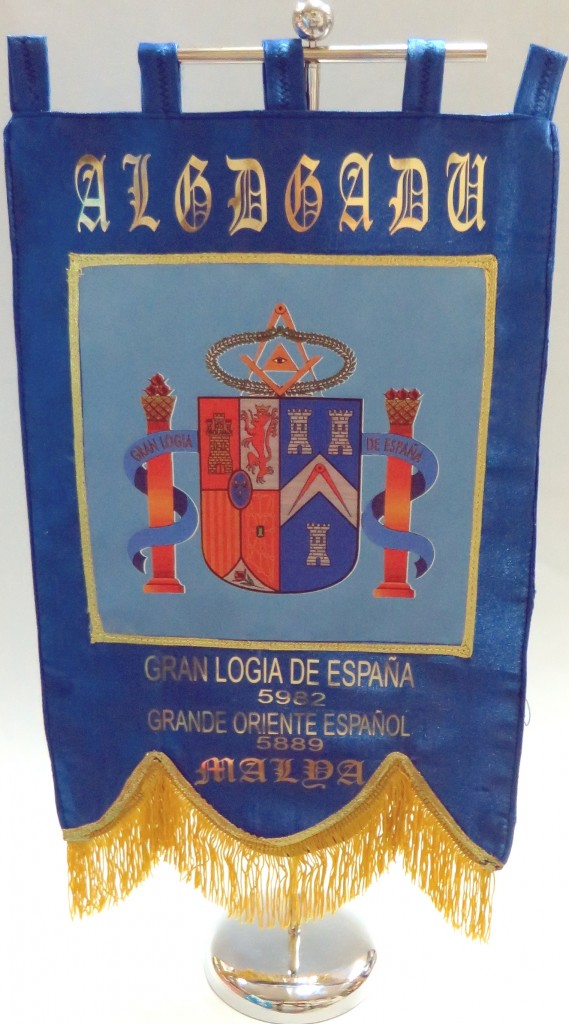 ALGDGADU
GRAN LOGIA DE ESPAÑA
GRAN LOGIA DE ESPAÑA
5982
GRANDE ORIENTE ESPAÑOL
5889
MALYA